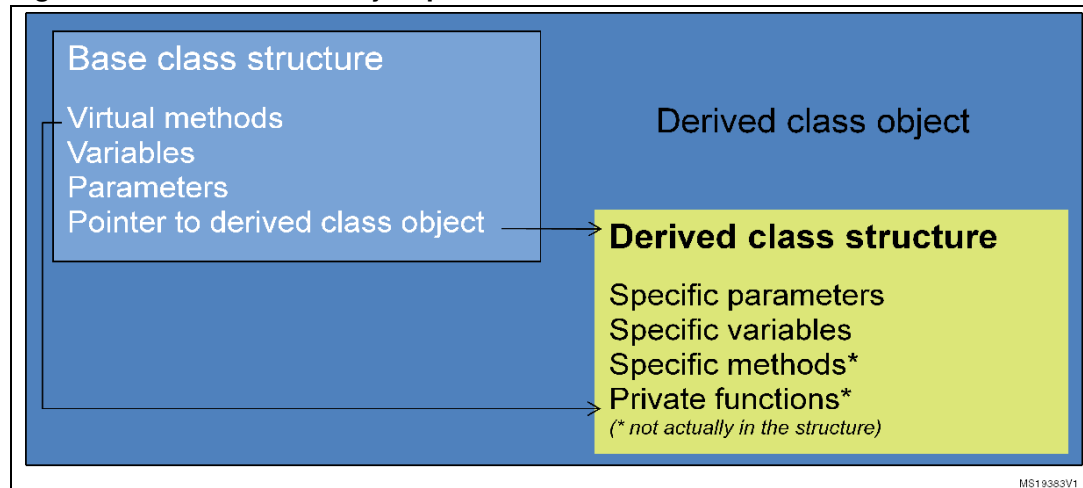 Base class structure
Virtual methods
Variables
Parameters
Pointer to derived class object
Derived class object
Derived class structure
Specific parameters
Specific variables
Specific methods*
Private functions*
(* not actually in the structure)
MS19383V1